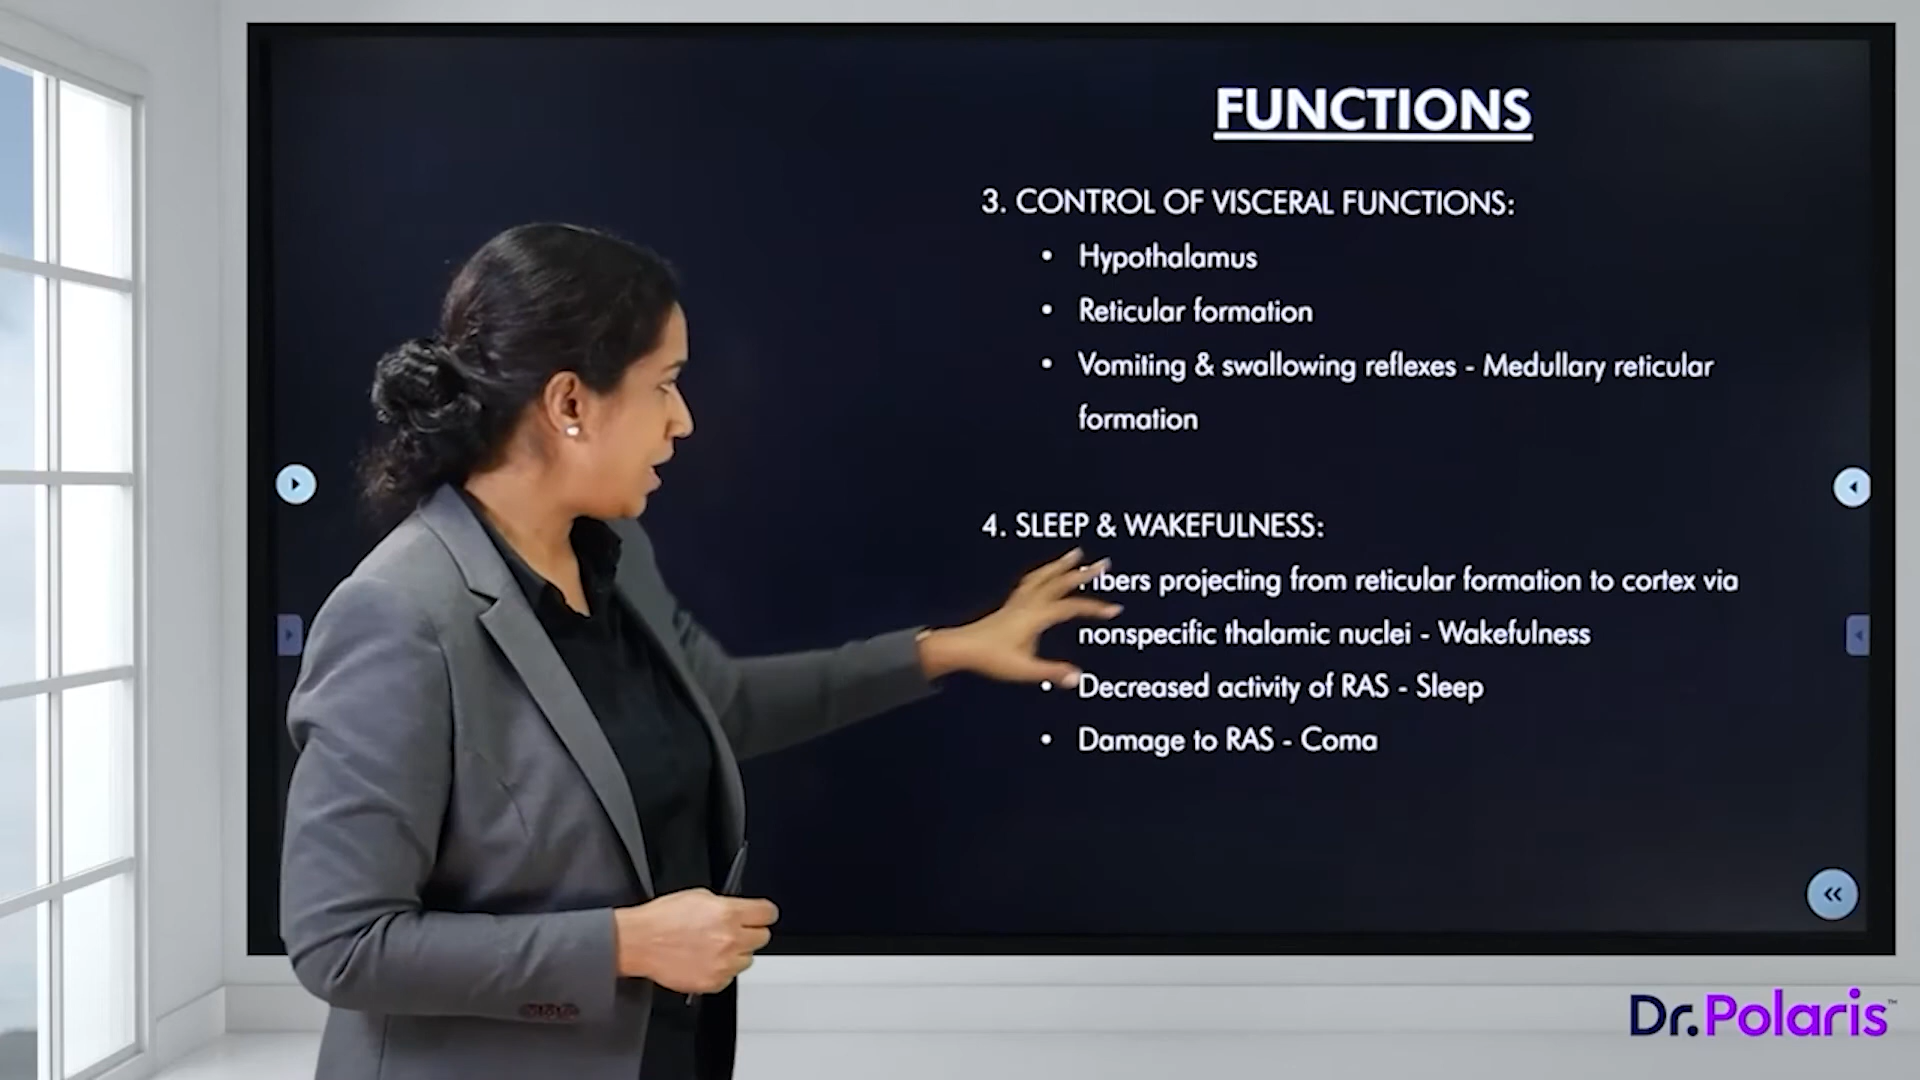 FUNCTIONS
3. CONTROL OF VISCERAL FUNCTIONS:
• Hypothalamus
• Reticular formation
• Vomiting & swallowing reflexes - Medullary reticular
formation
4. SLEEP & WAKEFULNESS:
Fibers projecting from reticular formation to cortex via
nonspecific thalamic nuclei - Wakefulness
• Decreased activity of RAS - Sleep
• Damage to RAS - Coma
Dr.Polaris™